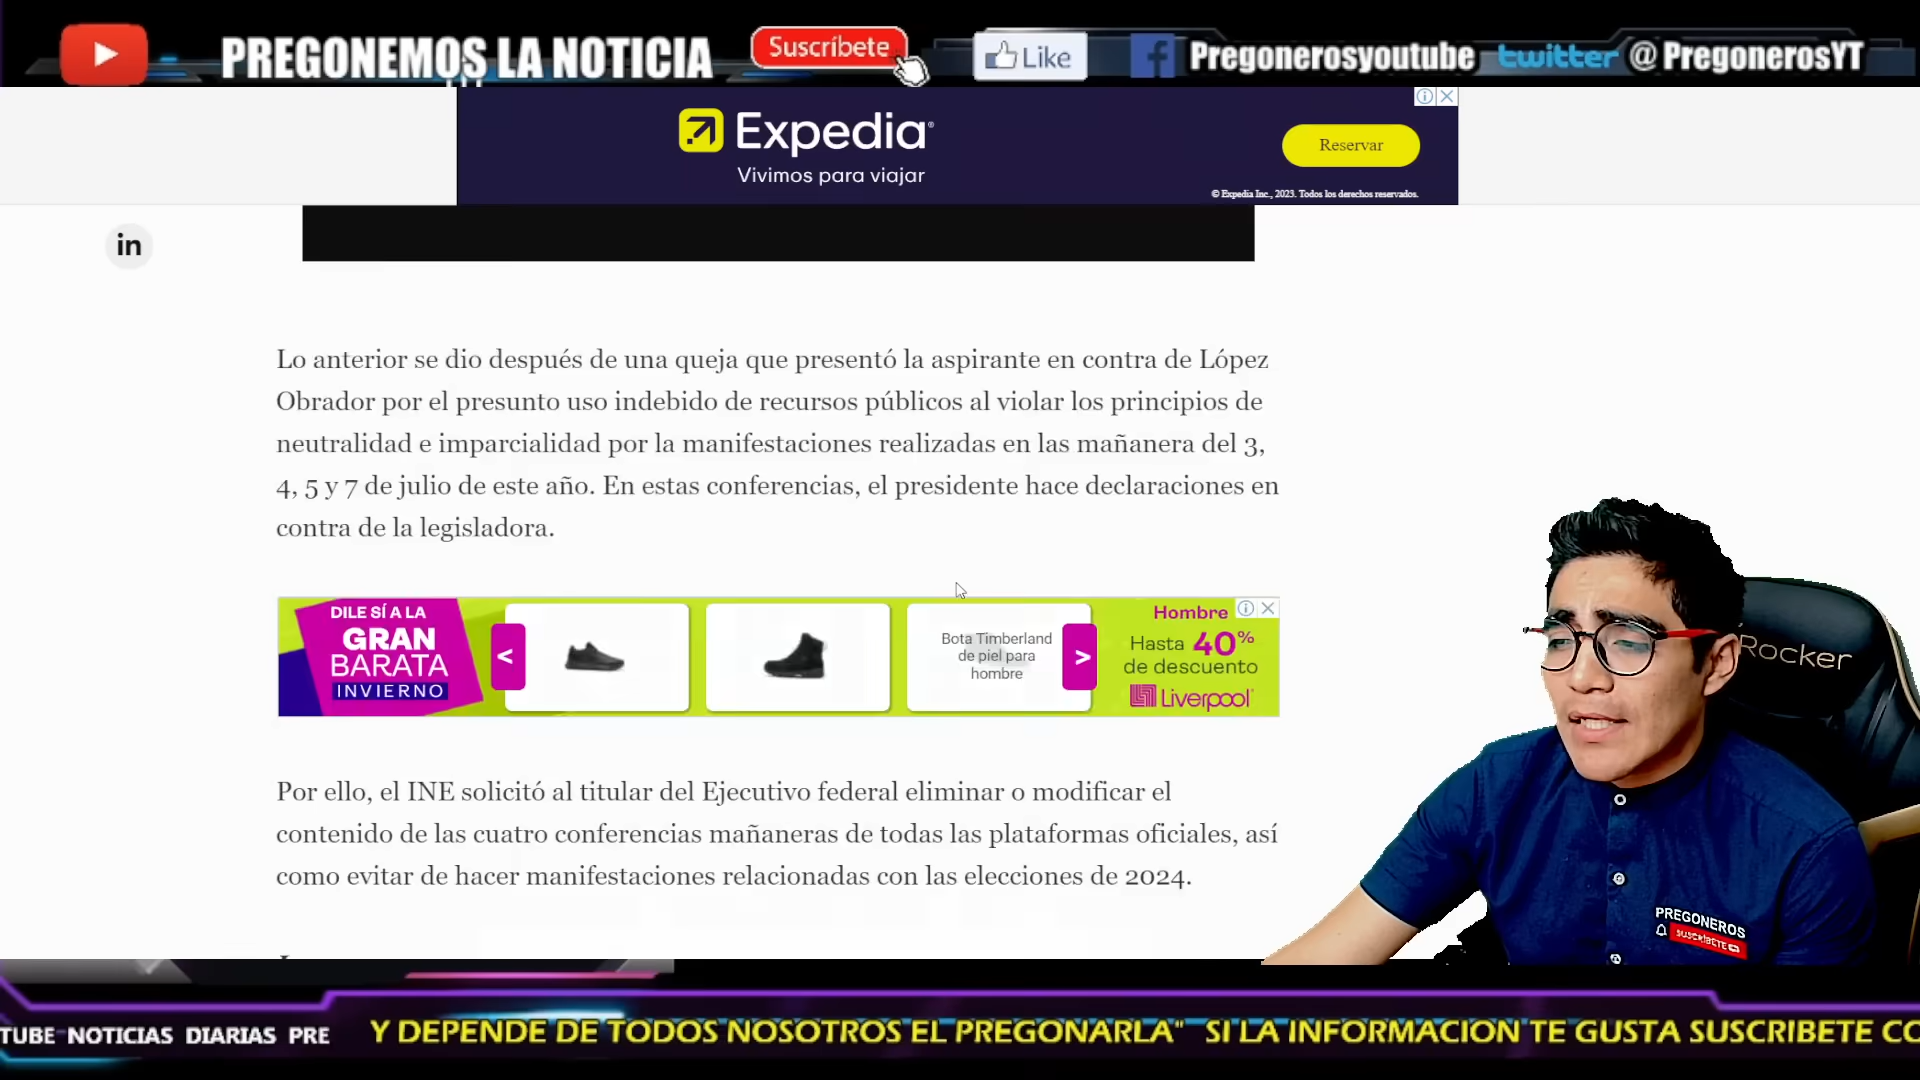 PREGONEMOS LA NOTICIA
Suscríbete
Like
Pregonerosyoutube
twitter @PregonerosYT
Expedia
Vivimos para viajar
Reservar
© Expedia Inc., 2023. Todos los derechos reservados.
in
Lo anterior se dio después de una queja que presentó la aspirante en contra de López
Obrador por el presunto uso indebido de recursos públicos al violar los principios de
neutralidad e imparcialidad por la manifestaciones realizadas en las mañanera del 3,
4, 5 y 7 de julio de este año. En estas conferencias, el presidente hace declaraciones en
contra de la legisladora.
DILE SÍ A LA
GRAN
BARATA
INVIERNO
<
Bota Timberland
de piel para
hombre
>
Hombre
Hasta 40%
de descuento
Liverpool
Por ello, el INE solicitó al titular del Ejecutivo federal eliminar o modificar el
contenido de las cuatro conferencias mañaneras de todas las plataformas oficiales, así
como evitar de hacer manifestaciones relacionadas con las elecciones de 2024.
Rocker
PREGONEROS
SUSCRÍBETE
TUBE NOTICIAS DIARIAS PRE
Y DEPENDE DE TODOS NOSOTROS EL PREGONARLA" SI LA INFORMACION TE GUSTA SUSCRIBETE CO